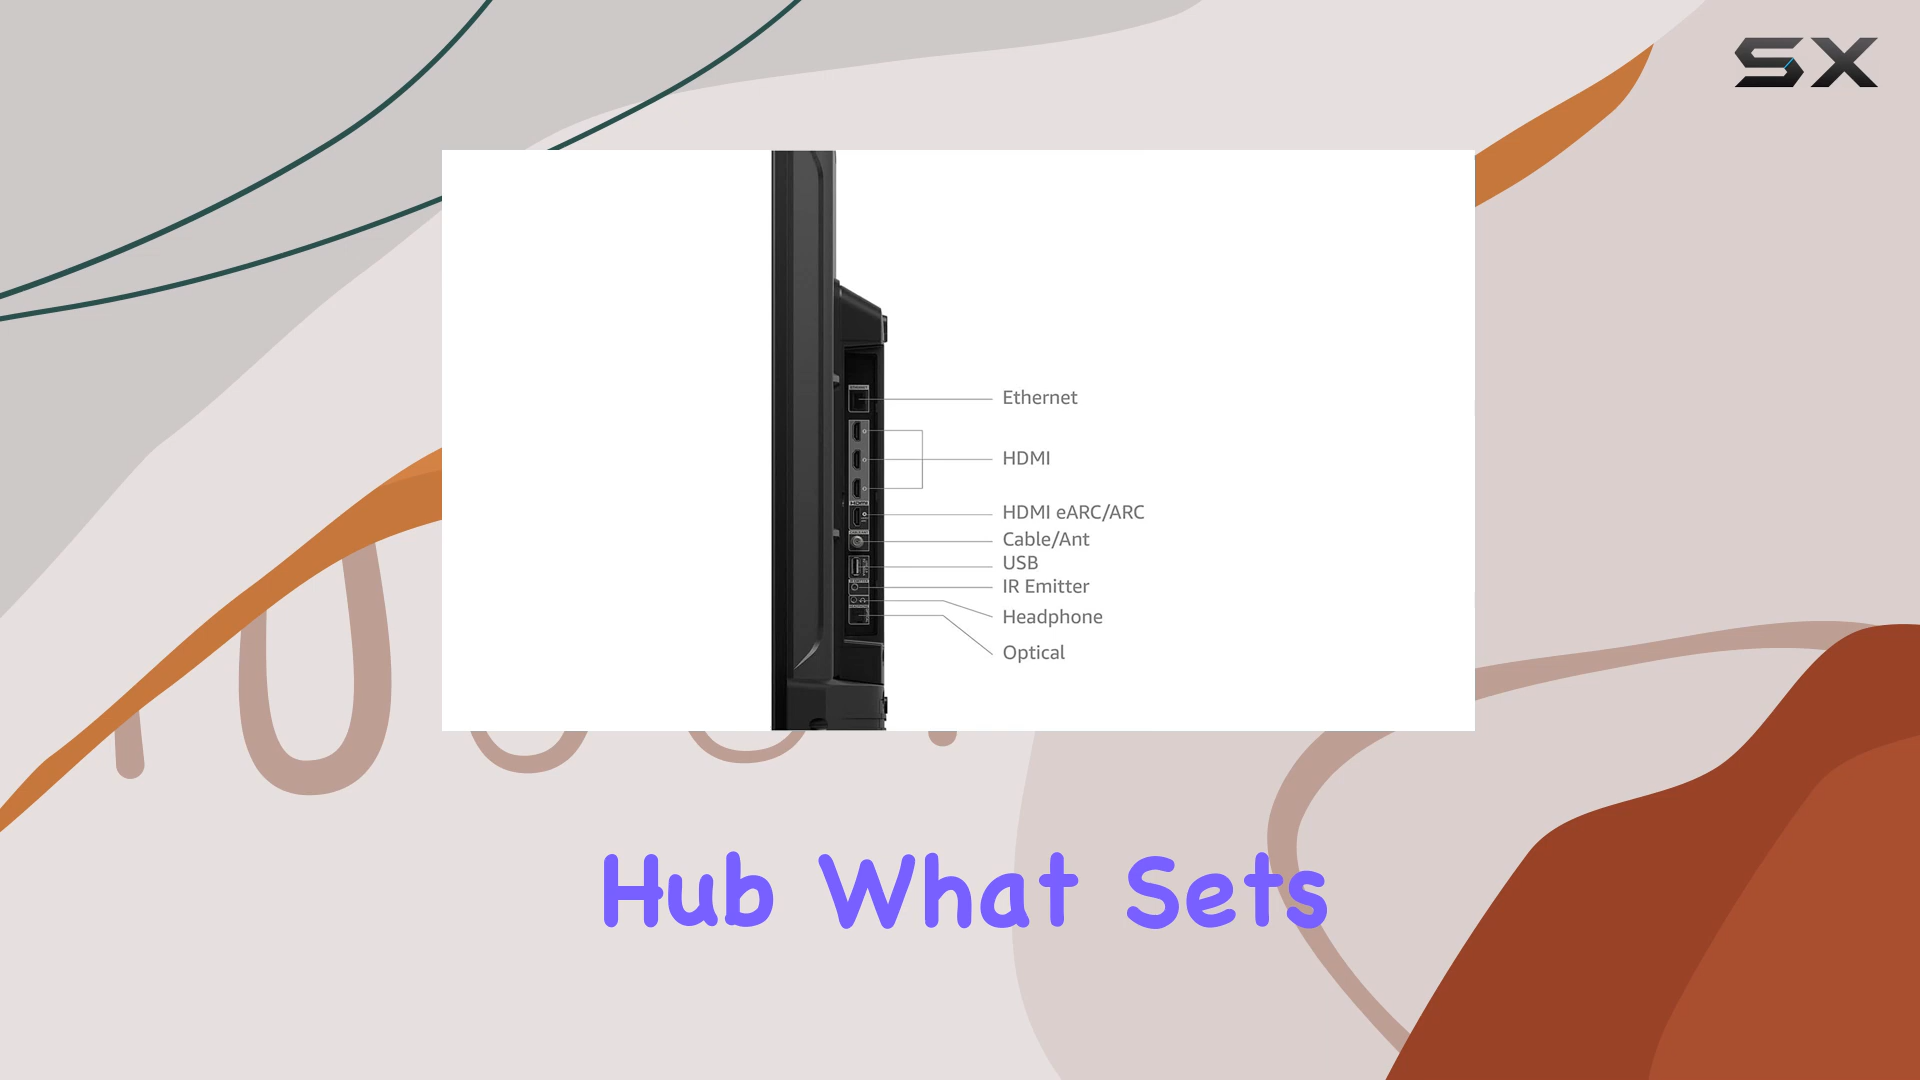 SX
Ethernet
HDMI
HDMI eARC/ARC
Cable/Ant
USB
IR Emitter
Headphone
Optical
Hub What Sets